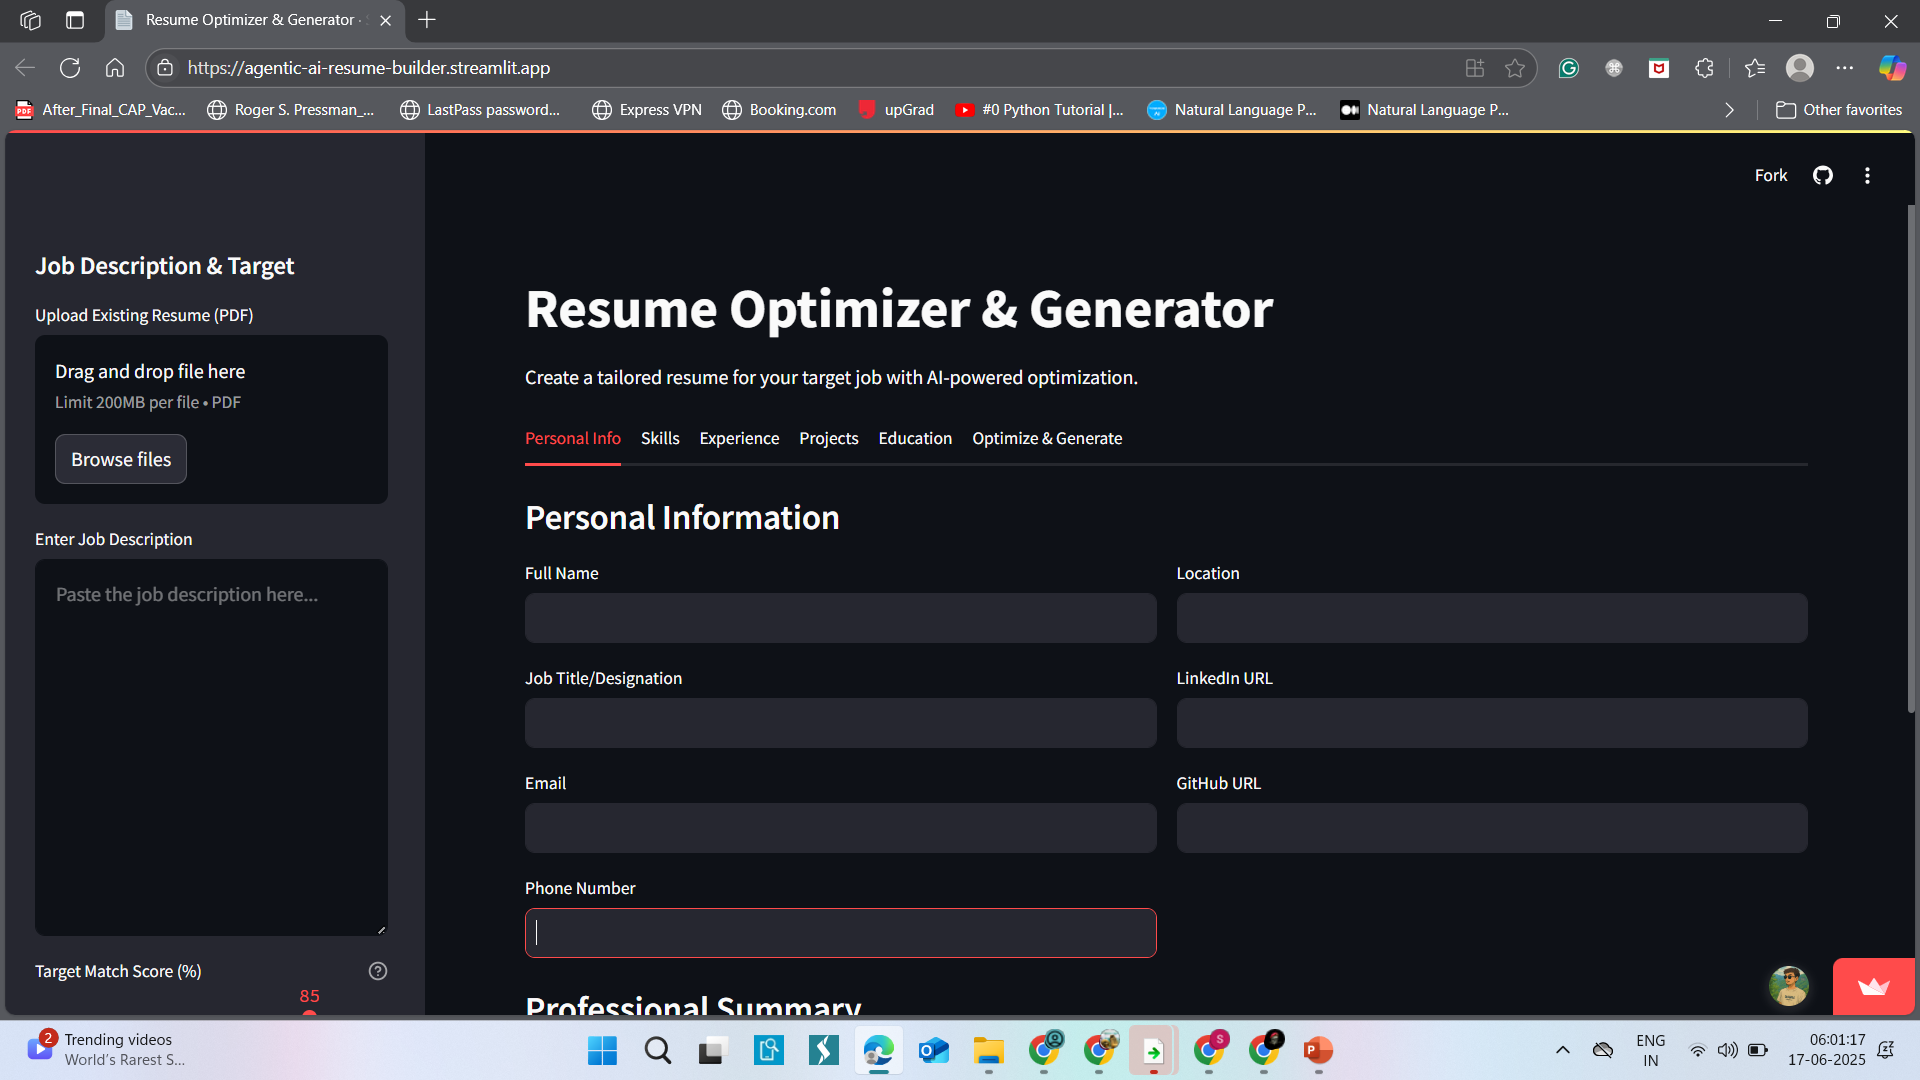 Resume Optimizer & Generator ·
https://agentic-ai-resume-builder.streamlit.app
After_Final_CAP_Vac...
Roger S. Pressman_...
LastPass password...
Express VPN
Booking.com
upGrad
#0 Python Tutorial |...
Natural Language P...
Natural Language P...
Other favorites
Fork
Job Description & Target
Upload Existing Resume (PDF)
Drag and drop file here
Limit 200MB per file • PDF
Browse files
Enter Job Description
Paste the job description here...
Target Match Score (%)
85
Resume Optimizer & Generator
Create a tailored resume for your target job with AI-powered optimization.
Personal Info Skills Experience Projects Education Optimize & Generate
Personal Information
Full Name
Location
Job Title/Designation
LinkedIn URL
Email
GitHub URL
Phone Number
Professional Summary
2
Trending videos
World's Rarest S...
S
P
ENG
IN
06:01:17
17-06-2025